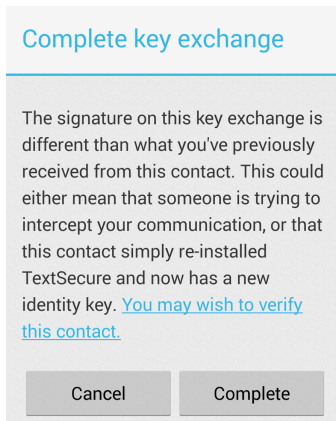 Complete key exchange
The signature on this key exchange is
different than what you've previously
received from this contact. This could
either mean that someone is trying to
intercept your communication, or that
this contact simply re-installed
TextSecure and now has a new
identity key. You may wish to verify
this contact.
Cancel
Complete